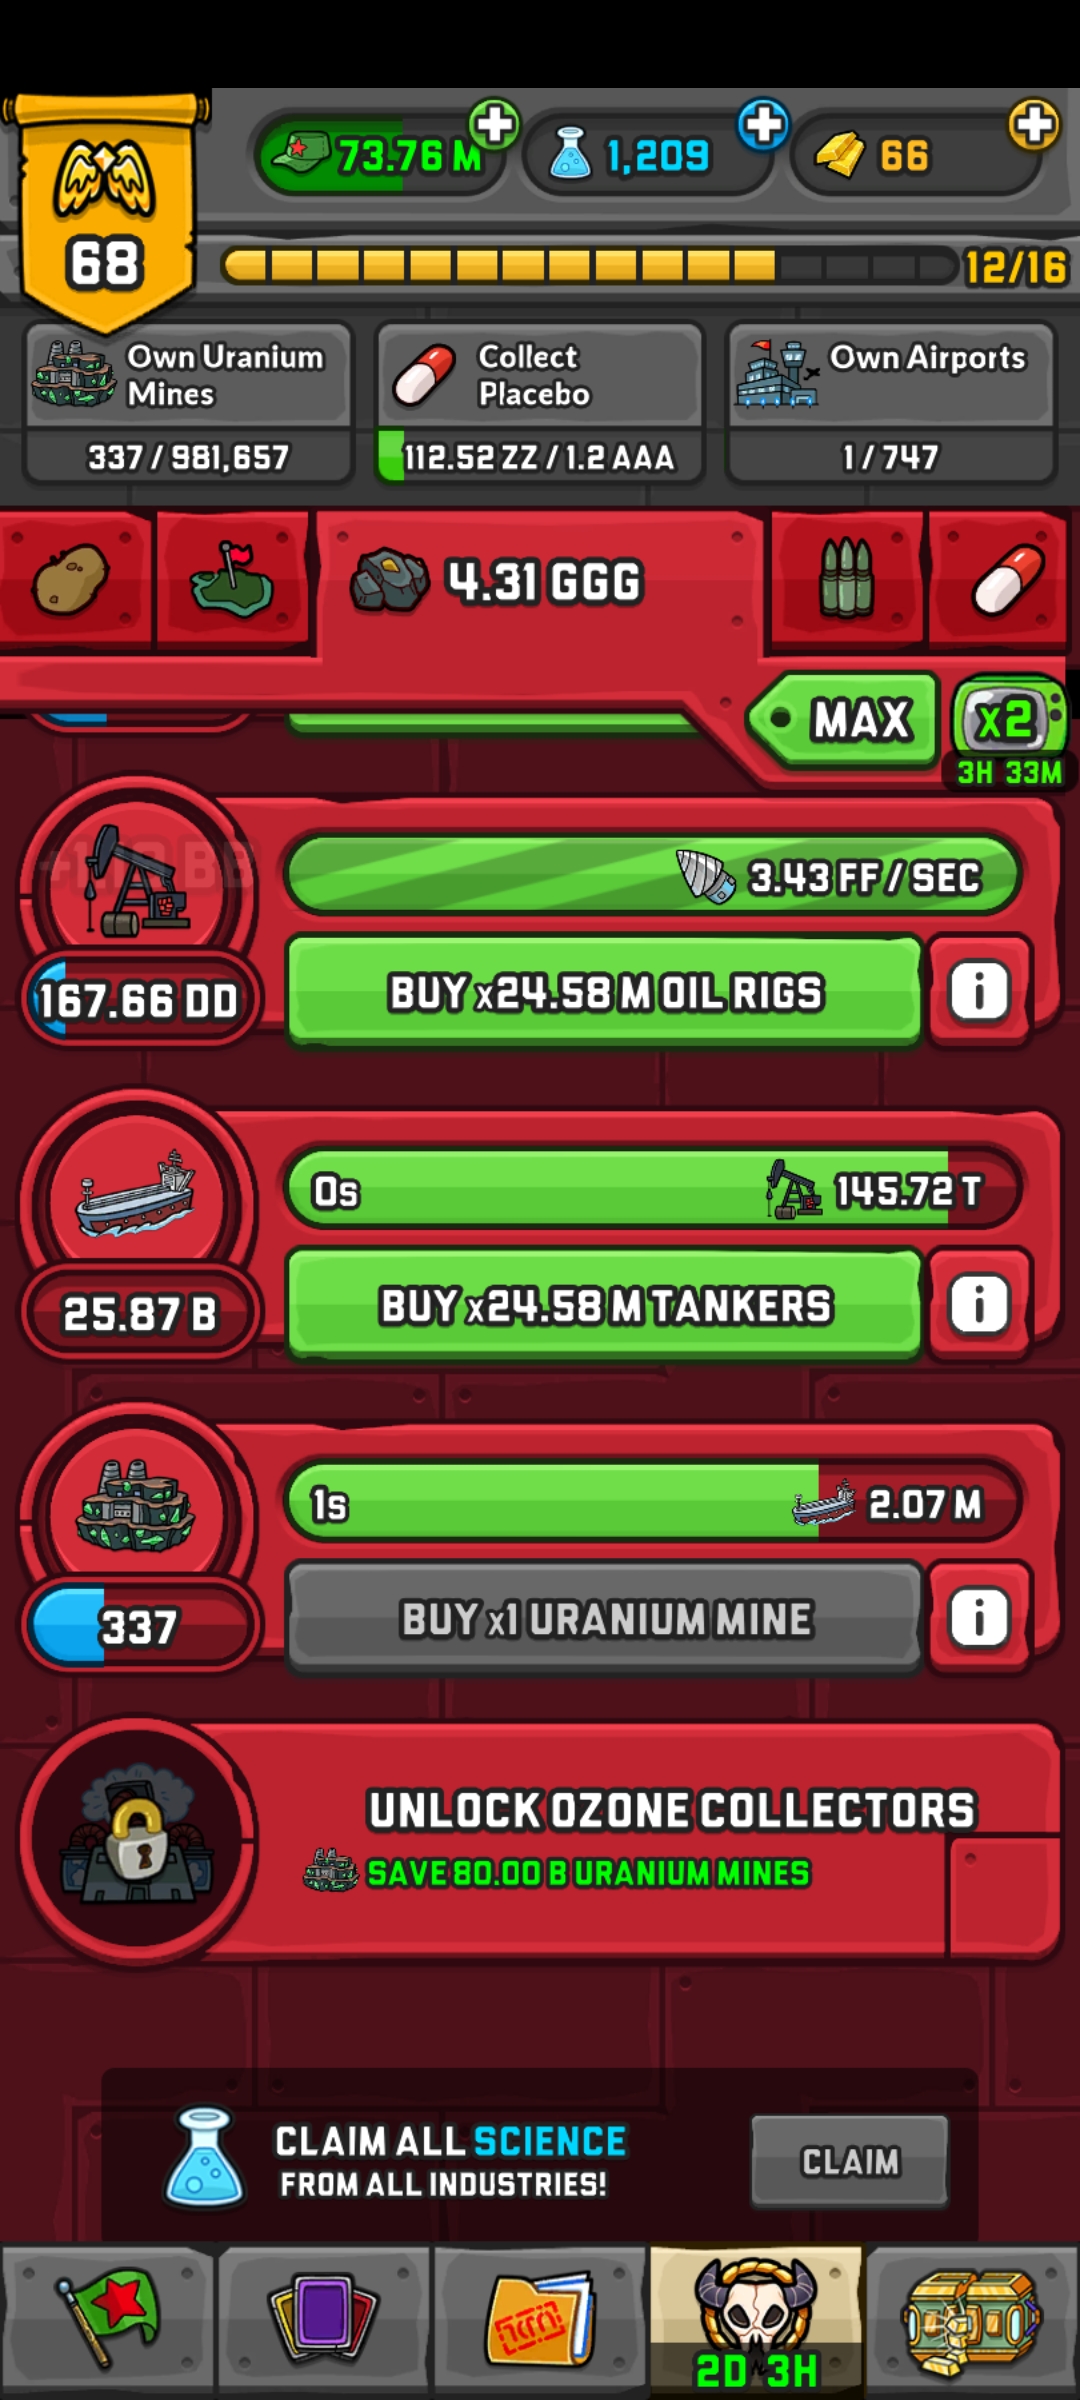 73.76 M
1,209
66
68
12/16
Own Uranium
Mines
337 / 981,657
Collect
Placebo
112.52 ZZ / 1.2 AAA
Own Airports
1 / 747
4.31 GGG
MAX
x2
3H 33M
3.43 FF / SEC
167.66 DD
BUY x24.58 M OIL RIGS
i
0s
145.72 T
25.87 B
BUY x24.58 M TANKERS
i
1s
2.07 M
337
BUY x1 URANIUM MINE
i
UNLOCK OZONE COLLECTORS
SAVE 80.00 B URANIUM MINES
CLAIM ALL SCIENCE
FROM ALL INDUSTRIES!
CLAIM
2D 3H